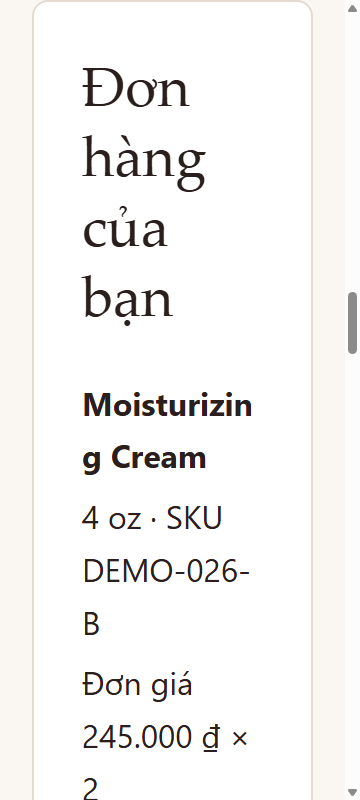 Đơn
hàng
của
bạn
Moisturizin
g Cream
4 oz · SKU
DEMO-026-
B
Đơn giá
245.000 ₫ ×
2